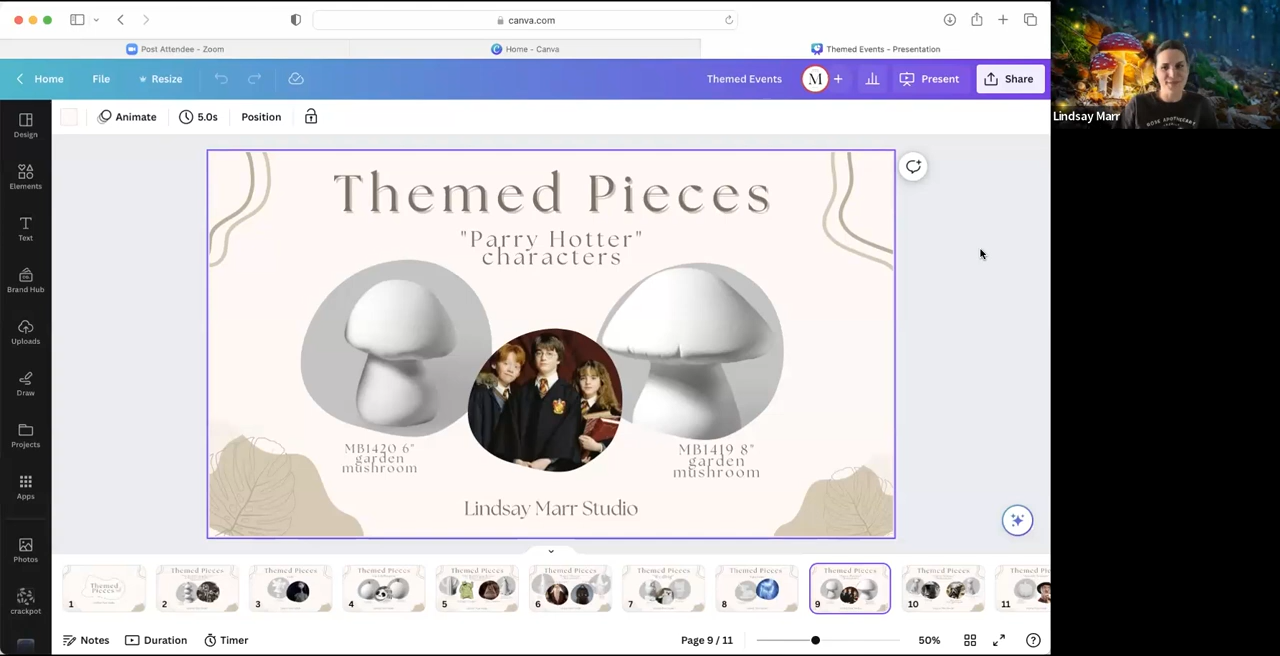 canva.com
Post Attendee - Zoom
Home - Canva
Themed Events - Presentation
Home
File
Resize
Themed Events
M
Present
Share
Animate
5.0s
Position
Design
Elements
Text
Brand Hub
Uploads
Draw
Projects
Apps
Photos
crackpot
Themed Pieces
"Parry Hotter"
characters
MB1420 6"
garden
mushroom
MB1419 8"
garden
mushroom
Lindsay Marr Studio
1
2
3
4
5
6
7
8
9
10
11
Notes
Duration
Timer
Page 9 / 11
50%
Lindsay Marr
ROSE APOTHECARY